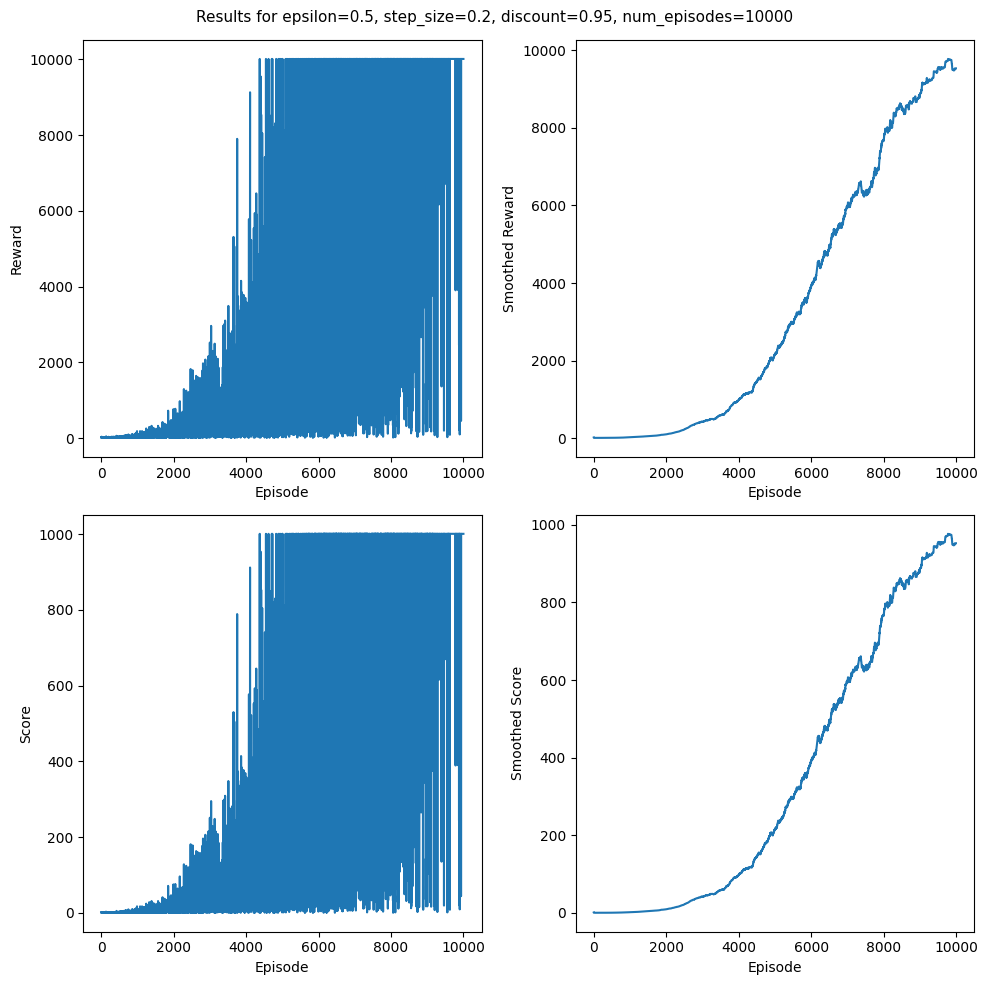 Results for epsilon=0.5, step_size=0.2, discount=0.95, num_episodes=10000
10000
8000
6000
4000
2000
0
Reward
0 2000 4000 6000 8000 10000
Episode
10000
8000
6000
4000
2000
0
Smoothed Reward
0 2000 4000 6000 8000 10000
Episode
1000
800
600
400
200
0
Score
0 2000 4000 6000 8000 10000
Episode
1000
800
600
400
200
0
Smoothed Score
0 2000 4000 6000 8000 10000
Episode